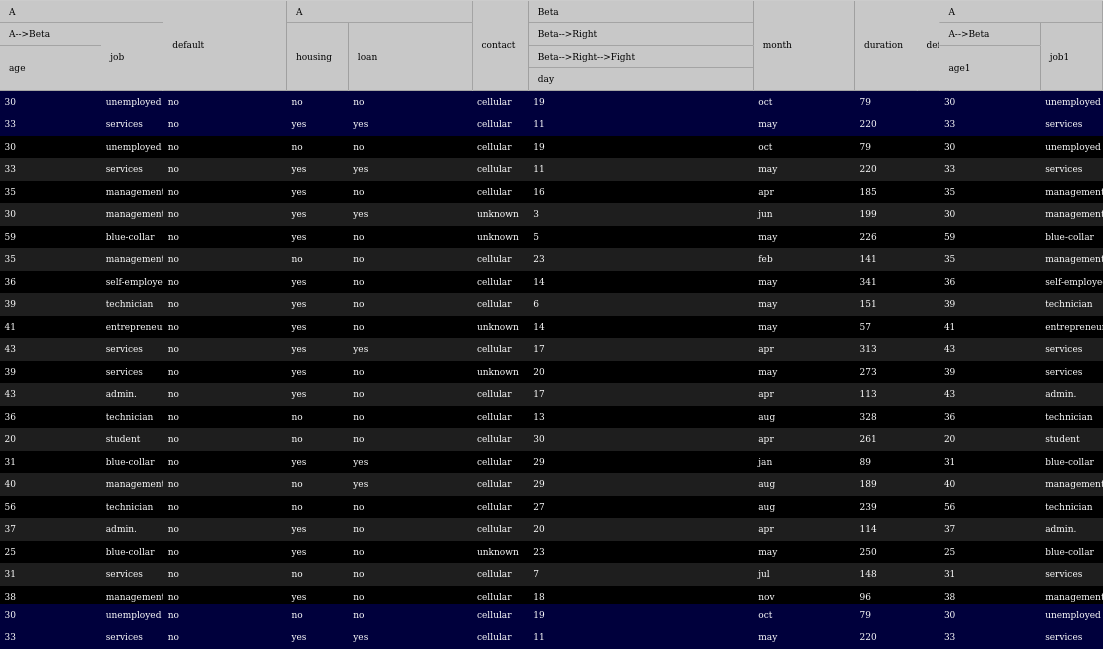 A A Beta A
A-->Beta Beta-->Right A-->Beta
job default housing loan contact Beta-->Right-->Fight month duration def job1
age day age1
30 unemployed no no no cellular 19 oct 79 30 unemployed
33 services no yes yes cellular 11 may 220 33 services
30 unemployed no no no cellular 19 oct 79 30 unemployed
33 services no yes yes cellular 11 may 220 33 services
35 management no yes no cellular 16 apr 185 35 management
30 management no yes yes unknown 3 jun 199 30 management
59 blue-collar no yes no unknown 5 may 226 59 blue-collar
35 management no no no cellular 23 feb 141 35 management
36 self-employe no yes no cellular 14 may 341 36 self-employe
39 technician no yes no cellular 6 may 151 39 technician
41 entrepreneu no yes no unknown 14 may 57 41 entrepreneur
43 services no yes yes cellular 17 apr 313 43 services
39 services no yes no unknown 20 may 273 39 services
43 admin. no yes no cellular 17 apr 113 43 admin.
36 technician no no no cellular 13 aug 328 36 technician
20 student no no no cellular 30 apr 261 20 student
31 blue-collar no yes yes cellular 29 jan 89 31 blue-collar
40 management no no yes cellular 29 aug 189 40 management
56 technician no no no cellular 27 aug 239 56 technician
37 admin. no yes no cellular 20 apr 114 37 admin.
25 blue-collar no yes no unknown 23 may 250 25 blue-collar
31 services no no no cellular 7 jul 148 31 services
38 management no yes no cellular 18 nov 96 38 management
30 unemployed no no no cellular 19 oct 79 30 unemployed
33 services no yes yes cellular 11 may 220 33 services